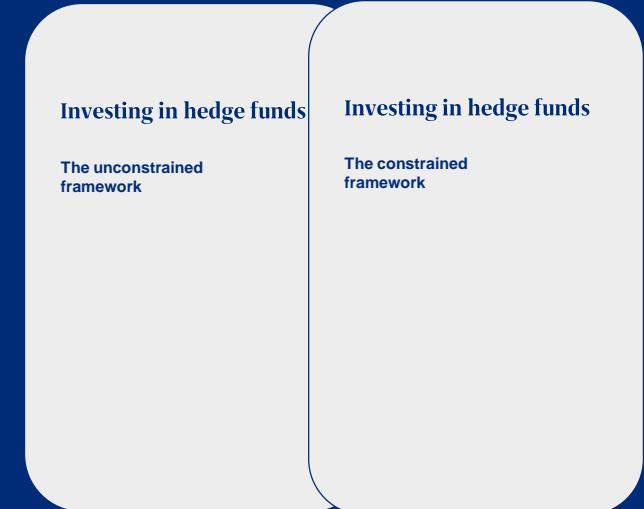 Investing in hedge funds
The unconstrained
framework
Investing in hedge funds
The constrained
framework